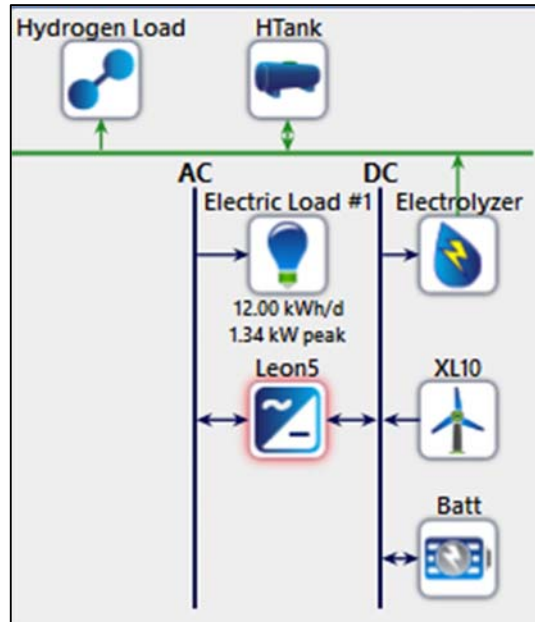 Hydrogen Load HTank
AC DC
Electric Load #1 Electrolyzer
12.00 kWh/d
1.34 kW peak
Leon5 XL10
Batt